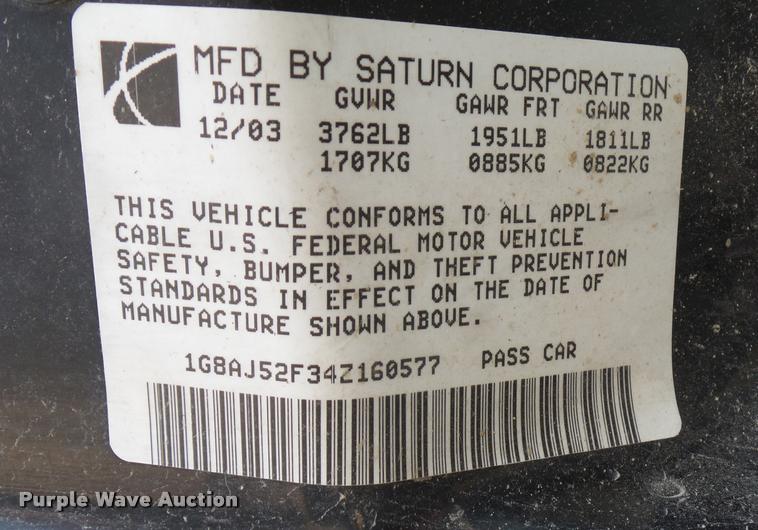 MFD BY SATURN CORPORATION
DATE GVWR GAWR FRT GAWR RR
12/03 3762LB 1951LB 1811LB
1707KG 0885KG 0822KG
THIS VEHICLE CONFORMS TO ALL APPLI-
CABLE U.S. FEDERAL MOTOR VEHICLE
SAFETY, BUMPER, AND THEFT PREVENTION
STANDARDS IN EFFECT ON THE DATE OF
MANUFACTURE SHOWN ABOVE.
1G8AJ52F34Z160577 PASS CAR
Purple Wave Auction